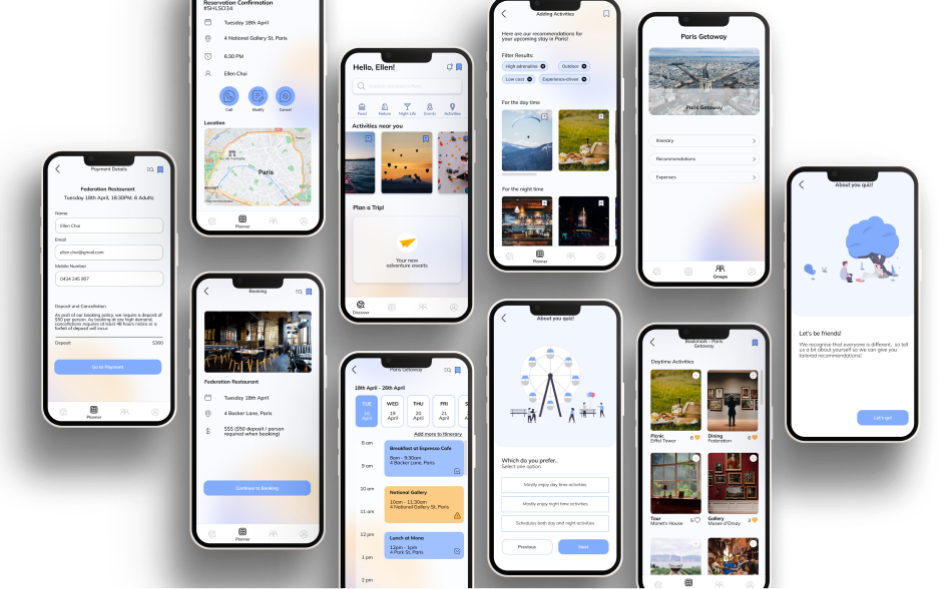 Payment Details
Federation Restaurant
Tuesday 18th April, 18:30PM, 6 Adults
Name
Ellen Chai
Email
ellen.chai@gmail.com
Mobile Number
0434 245 867
Deposit and Cancellation
As part of our booking policy, we require a deposit of
$50 per person. As booking at very high demand,
cancellations requires at least 48 hours notice or a
forfeit of deposit will occur.
Deposit
$300
Go to Payment
Planner
Reservation Confirmation
#SHLSO34
Tuesday 18th April
4 National Gallery St, Paris
6:30 PM
Ellen Chai
Call
Modify
Cancel
Location
Paris
Planner
Booking
Federation Restaurant
Tuesday 18th April
4 Backer Lane, Paris
$$$ ($50 deposit / person
required when booking)
Continue to Booking
Planner
Hello, Ellen!
Food
Nature
Night Life
Events
Activities
Activities near you
Plan a Trip!
Your new
adventure awaits
Discover
Paris Getaway
18th April - 26th April
TUE
April
WED
19
April
THU
20
April
FRI
21
April
S
Add more to Itinerary
8 am
9 am
10 am
11 am
12 pm
1 pm
2 pm
Breakfast at Espresso Cafe
8am - 9:30am
4 Backer Lane, Paris
National Gallery
10am - 11:30am
4 National Gallery St, Paris
Lunch at Mono
12pm - 1pm
4 Park St, Paris
Adding Activities
Here are our recommendations for
your upcoming stay in Paris!
Filter Results:
High adrenaline
Outdoor
Low cost
Experience-driven
For the day time
For the night time
Planner
About you quiz!
Which do you prefer..
Select one option.
Mostly enjoy day time activities
Mostly enjoy night time activities
Schedules both day and night activities
Previous
Next
Paris Getaway
Paris Getaway
Itinerary
Recommendations
Expenses
Groups
Bookmark - Paris
Getaway
Daytime Activities
Picnic
Eiffel Tower
6
Dining
Federation
6
Tour
Monet's House
5
Gallery
Musee d'Orsay
3
About you quiz!
Let's be friends!
We recognise that everyone is different, so tell
us a bit about yourself so we can give you
tailored recommendations!
Let's go!